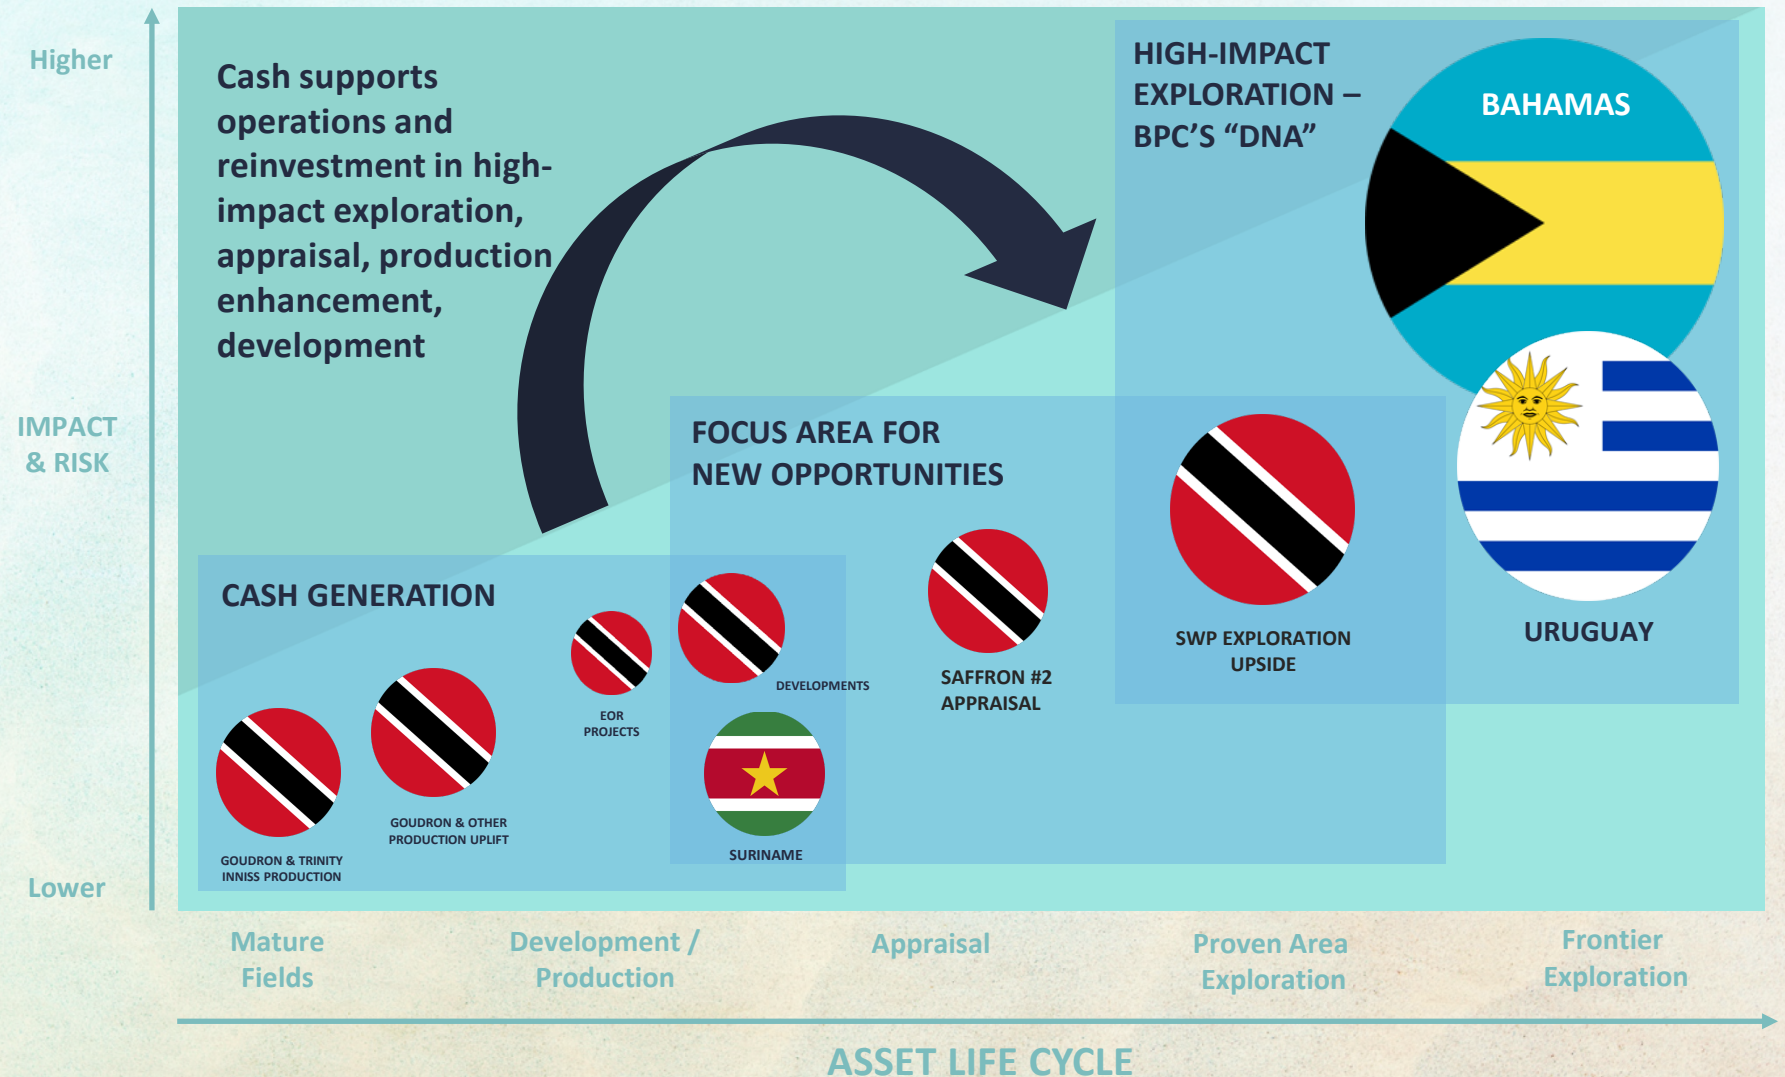 Higher
IMPACT
& RISK
Lower
Cash supports
operations and
reinvestment in high-
impact exploration,
appraisal, production
enhancement,
development
HIGH-IMPACT
EXPLORATION –
BPC’S “DNA”
BAHAMAS
URUGUAY
FOCUS AREA FOR
NEW OPPORTUNITIES
SWP EXPLORATION
UPSIDE
SAFFRON #2
APPRAISAL
CASH GENERATION
DEVELOPMENTS
EOR
PROJECTS
GOUDRON & OTHER
PRODUCTION UPLIFT
GOUDRON & TRINITY
INNISS PRODUCTION
SURINAME
Mature
Fields
Development /
Production
Appraisal
Proven Area
Exploration
Frontier
Exploration
ASSET LIFE CYCLE